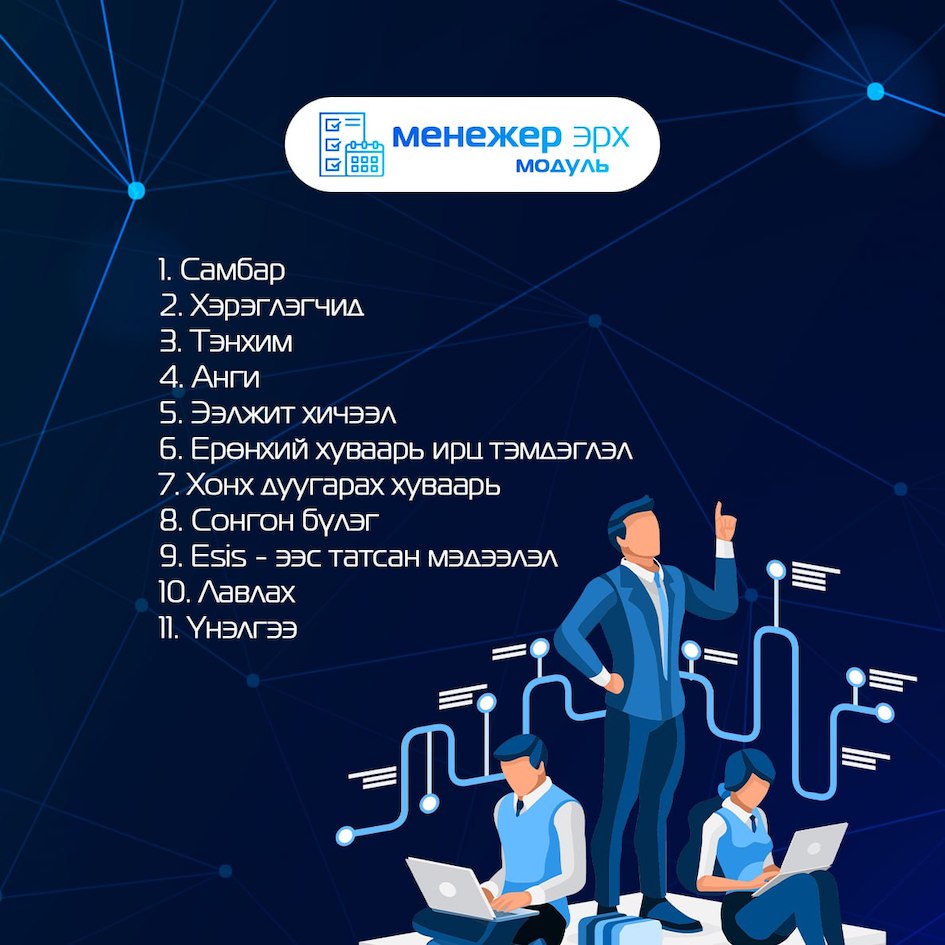 менежер эрх
модуль
1. Самбар
2. Хэрэглэгчид
3. Тэнхим
4. Анги
5. Ээлжит хичээл
6. Ерөнхий хуваарь ирц тэмдэглэл
7. Хонх дуугарах хуваарь
8. Сонгон бүлэг
9. Esis - ээс татсан мэдээлэл
10. Лавлах
11. Үнэлгээ